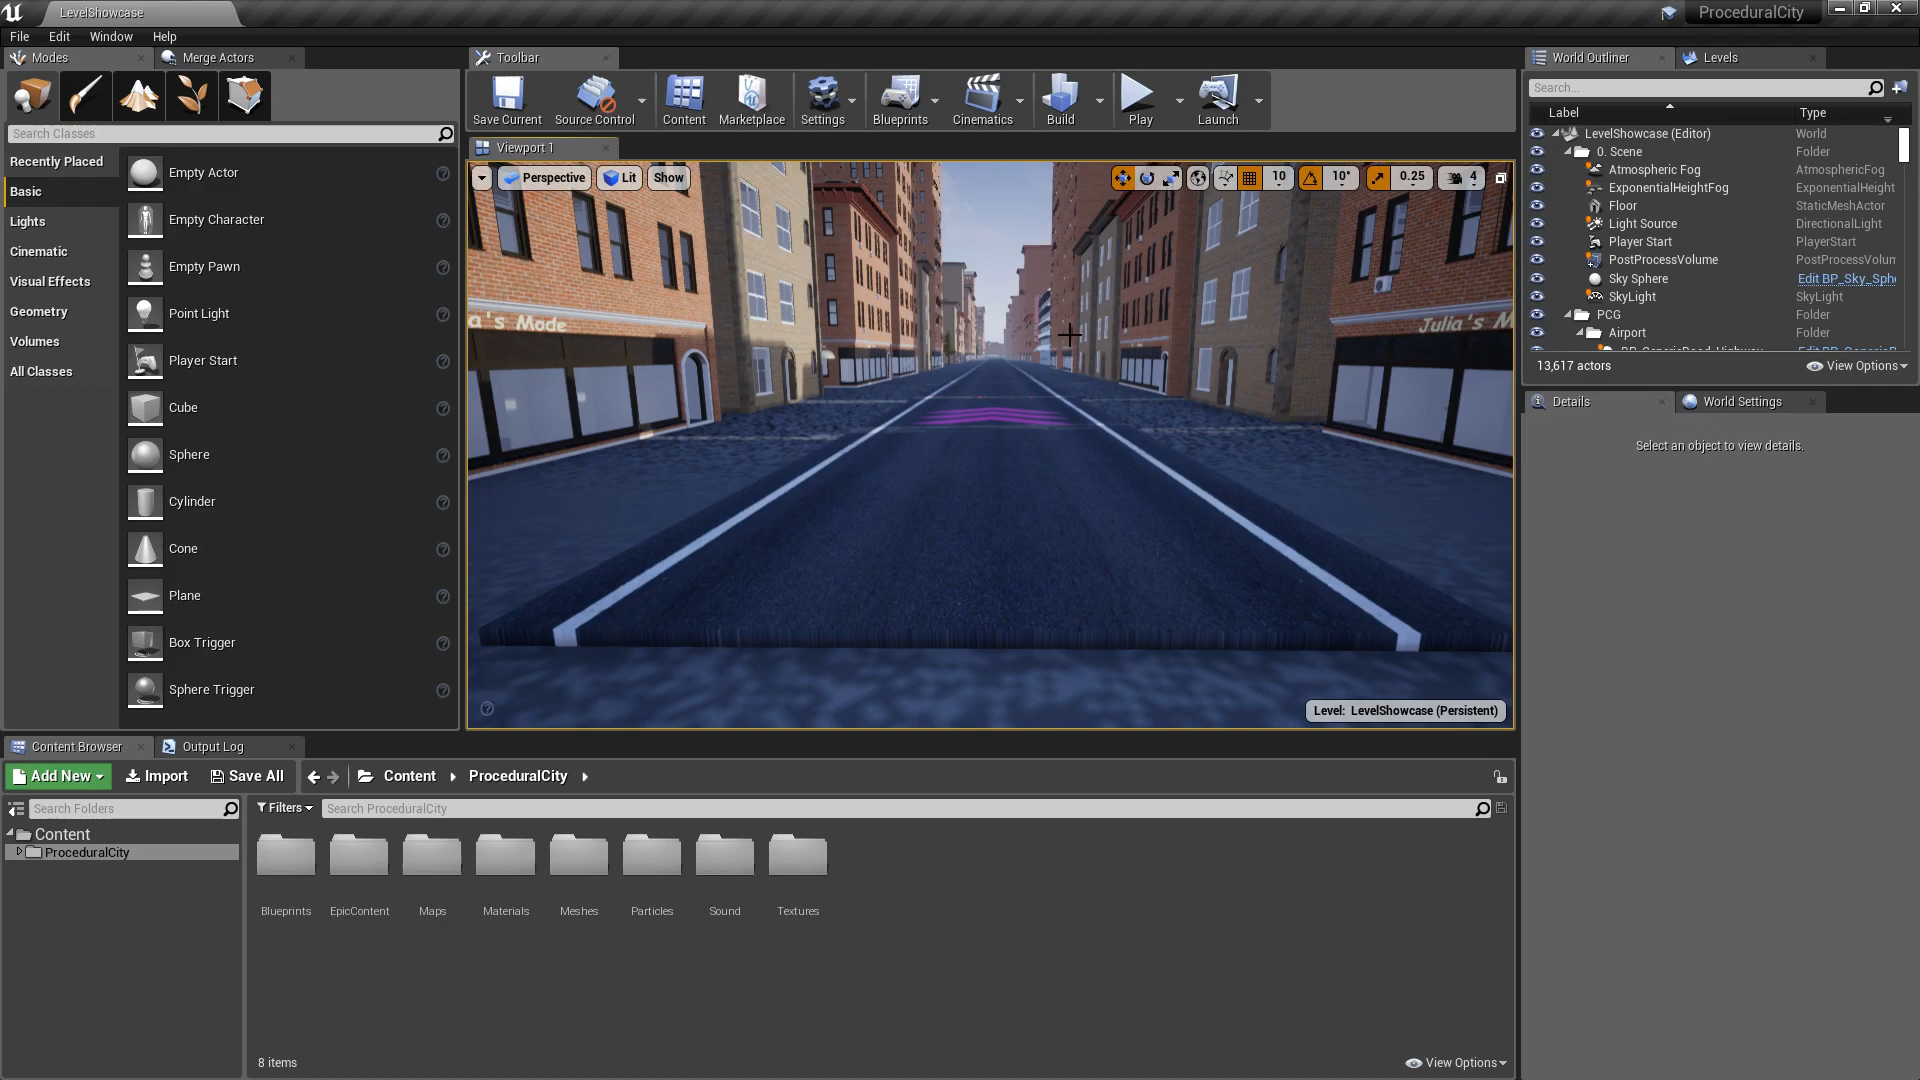 LevelShowcase
ProceduralCity
File Edit Window Help
Modes
Merge Actors
Toolbar
World Outliner
Levels
Search Classes
Recently Placed
Basic
Lights
Cinematic
Visual Effects
Geometry
Volumes
All Classes
Empty Actor
Empty Character
Empty Pawn
Point Light
Player Start
Cube
Sphere
Cylinder
Cone
Plane
Box Trigger
Sphere Trigger
Save Current
Source Control
Content
Marketplace
Settings
Blueprints
Cinematics
Build
Play
Launch
Viewport 1
Perspective
Lit
Show
10
10°
0.25
4
a's Mode
Julia's M
Level: LevelShowcase (Persistent)
Search...
Label Type
LevelShowcase (Editor) World
0. Scene Folder
Atmospheric Fog AtmosphericFog
ExponentialHeightFog ExponentialHeight
Floor StaticMeshActor
Light Source DirectionalLight
Player Start PlayerStart
PostProcessVolume PostProcessVolum
Sky Sphere Edit BP_Sky_Sph
SkyLight SkyLight
PCG Folder
Airport Folder
13,617 actors
View Options
Details
World Settings
Select an object to view details.
Content Browser
Output Log
Add New
Import
Save All
Content
ProceduralCity
Search Folders
Filters
Search ProceduralCity
Content
ProceduralCity
Blueprints
EpicContent
Maps
Materials
Meshes
Particles
Sound
Textures
8 items
View Options